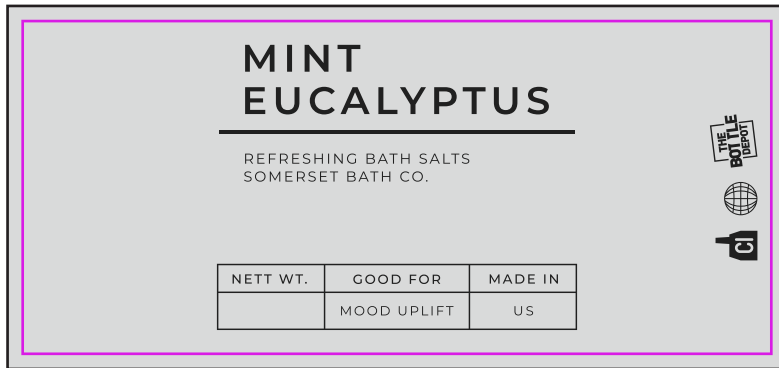 MINT
EUCALYPTUS
REFRESHING BATH SALTS
SOMERSET BATH CO.
NETT WT. GOOD FOR MADE IN
MOOD UPLIFT US
THE
BOTTLE
DEPOT
CI